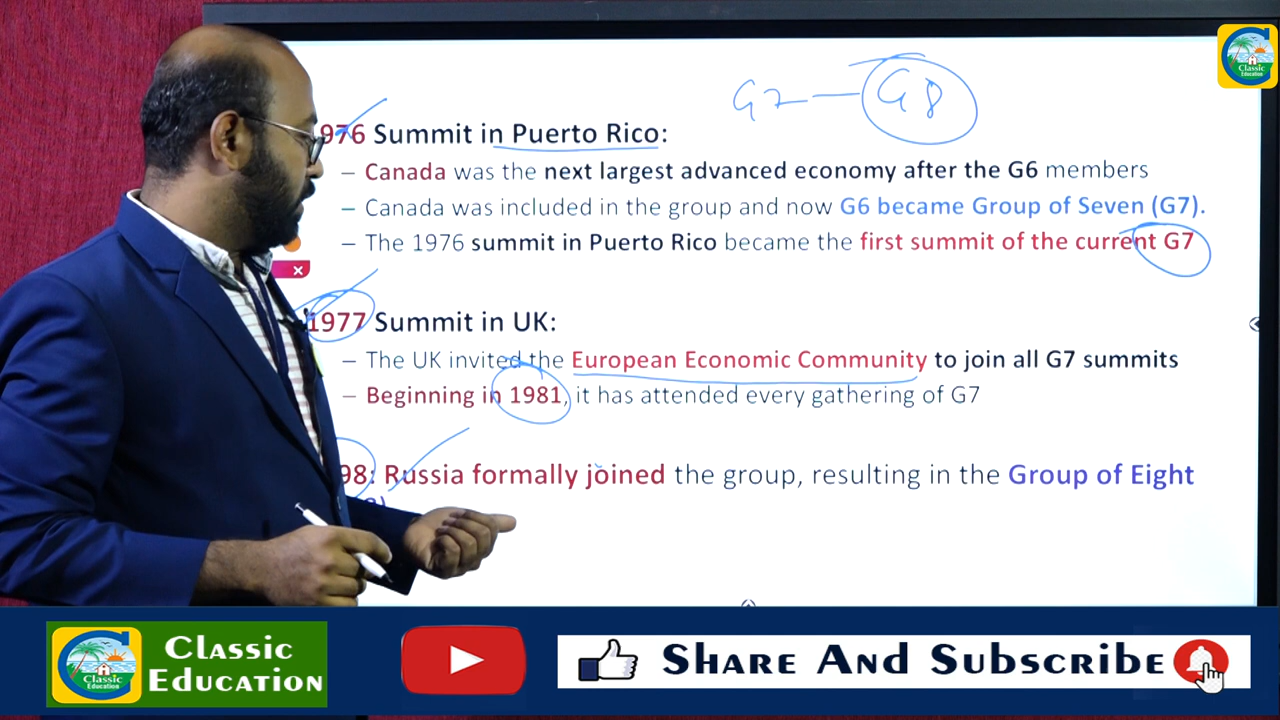 G7 — G8
976 Summit in Puerto Rico:
– Canada was the next largest advanced economy after the G6 members
– Canada was included in the group and now G6 became Group of Seven (G7).
– The 1976 summit in Puerto Rico became the first summit of the current G7
1977 Summit in UK:
– The UK invited the European Economic Community to join all G7 summits
– Beginning in 1981, it has attended every gathering of G7
98: Russia formally joined the group, resulting in the Group of Eight
Classic
Education
Classic
Education
Classic
Education
Share And Subscribe